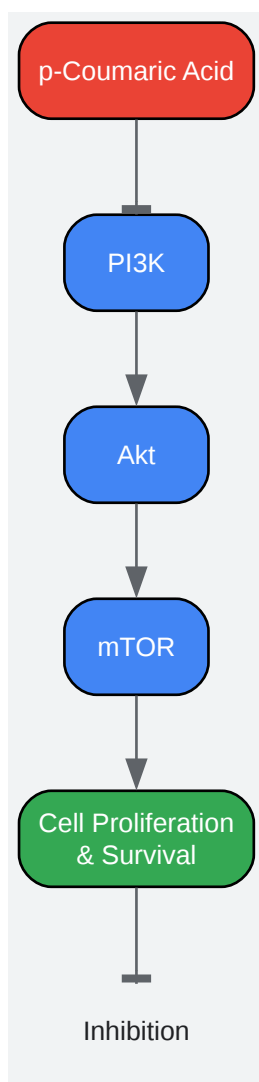 p-Coumaric Acid
PI3K
Akt
mTOR
Cell Proliferation
& Survival
Inhibition